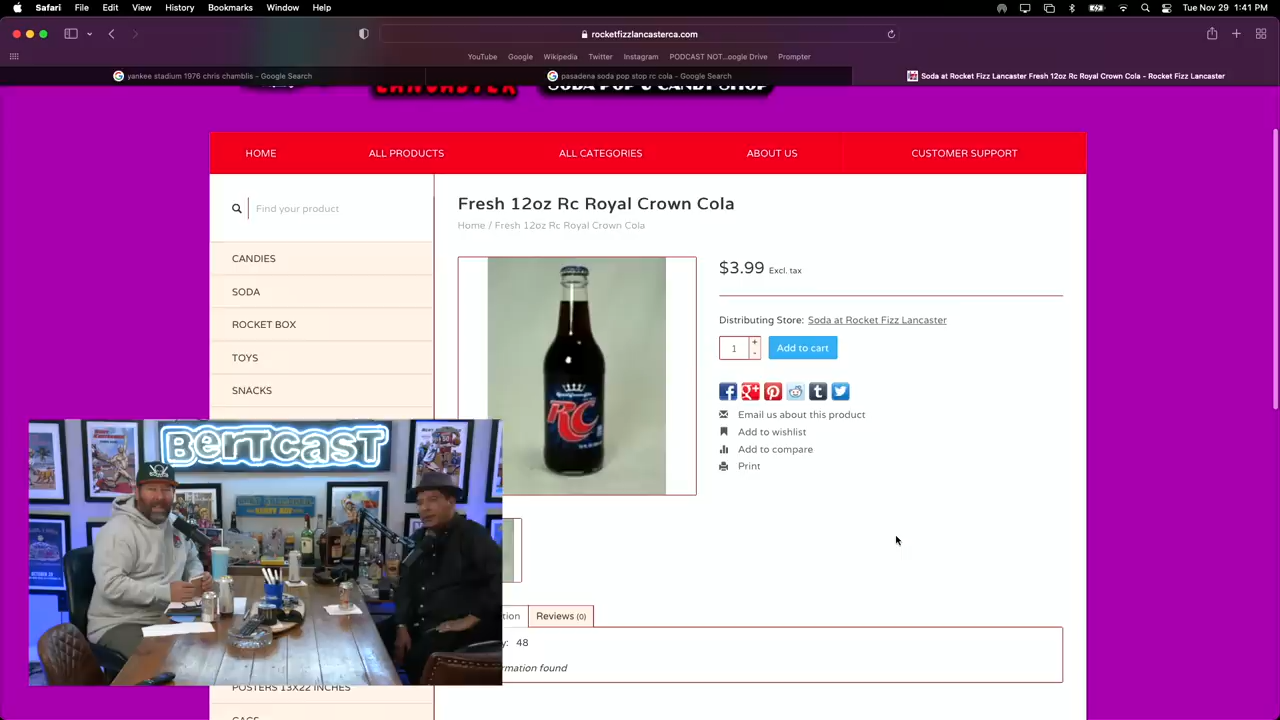 Safari File Edit View History Bookmarks Window Help
Tue Nov 29 1:41 PM
rocketfizzlancasterca.com
YouTube Google Wikipedia Twitter Instagram PODCAST NOT...oogle Drive Prompter
yankee stadium 1976 chris chamblis - Google Search
pasadena soda pop stop rc cola - Google Search
Soda at Rocket Fizz Lancaster Fresh 12oz Rc Royal Crown Cola - Rocket Fizz Lancaster
LANCASTER SODA POP & CANDY SHOP
HOME ALL PRODUCTS ALL CATEGORIES ABOUT US CUSTOMER SUPPORT
Find your product
CANDIES
SODA
ROCKET BOX
TOYS
SNACKS
POSTERS 13X22 INCHES
GAGS
Fresh 12oz Rc Royal Crown Cola
Home / Fresh 12oz Rc Royal Crown Cola
RC
$3.99 Excl. tax
Distributing Store: Soda at Rocket Fizz Lancaster
1 + -
Add to cart
Email us about this product
Add to wishlist
Add to compare
Print
tion
Reviews (0)
y: 48
rmation found
BERTCAST